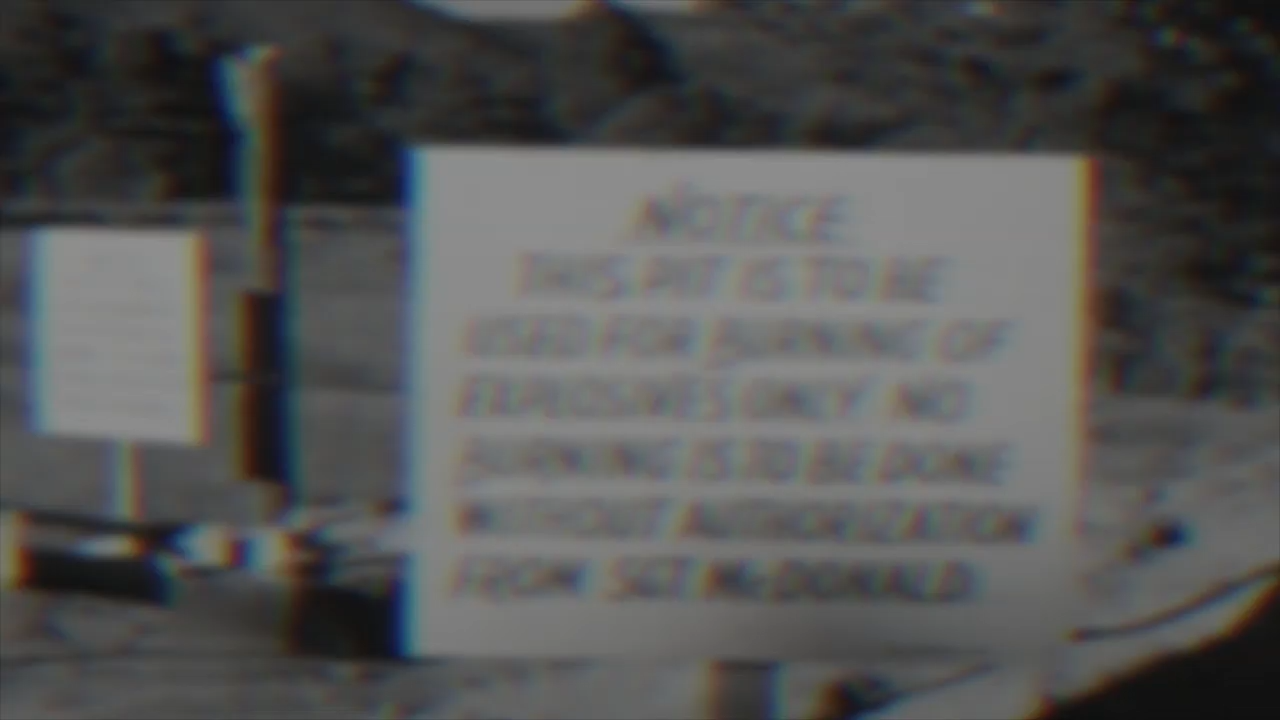 NOTICE
THIS PIT IS TO BE
USED FOR BURNING OF
EXPLOSIVES ONLY NO
BURNING IS TO BE DONE
WITHOUT AUTHORIZATION
FROM SGT McDONALD